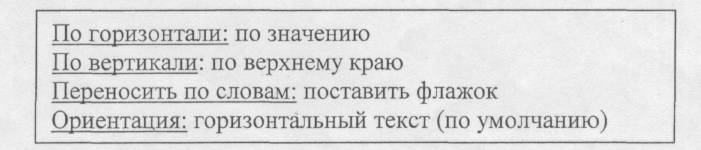 По горизонтали: по значению
По вертикали: по верхнему краю
Переносить по словам: поставить флажок
Ориентация: горизонтальный текст (по умолчанию)